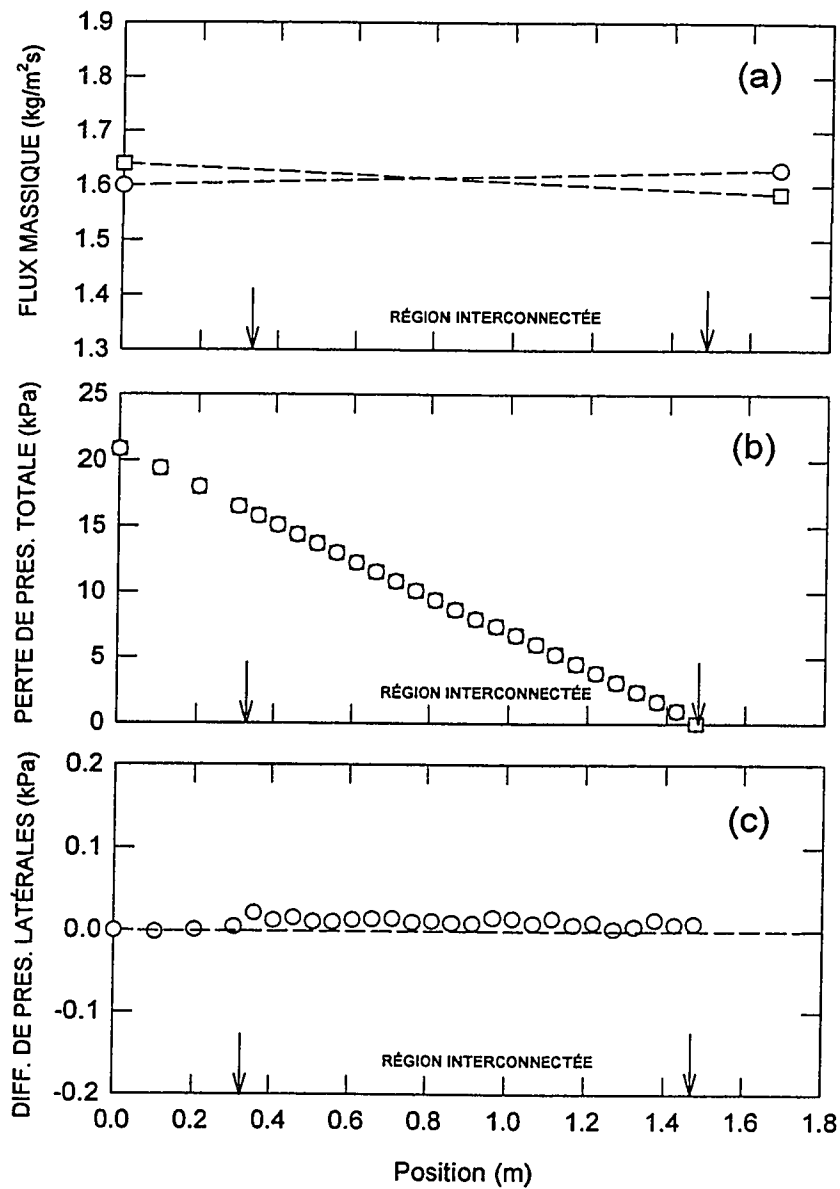 FLUX MASSIQUE (kg/m²s)
1.9
1.8
1.7
1.6
1.5
1.4
1.3
(a)
RÉGION INTERCONNECTÉE
PERTE DE PRES. TOTALE (kPa)
25
20
15
10
5
0
(b)
RÉGION INTERCONNECTÉE
DIFF. DE PRES. LATÉRALES (kPa)
0.2
0.1
0.0
-0.1
-0.2
(c)
RÉGION INTERCONNECTÉE
0.0 0.2 0.4 0.6 0.8 1.0 1.2 1.4 1.6 1.8
Position (m)